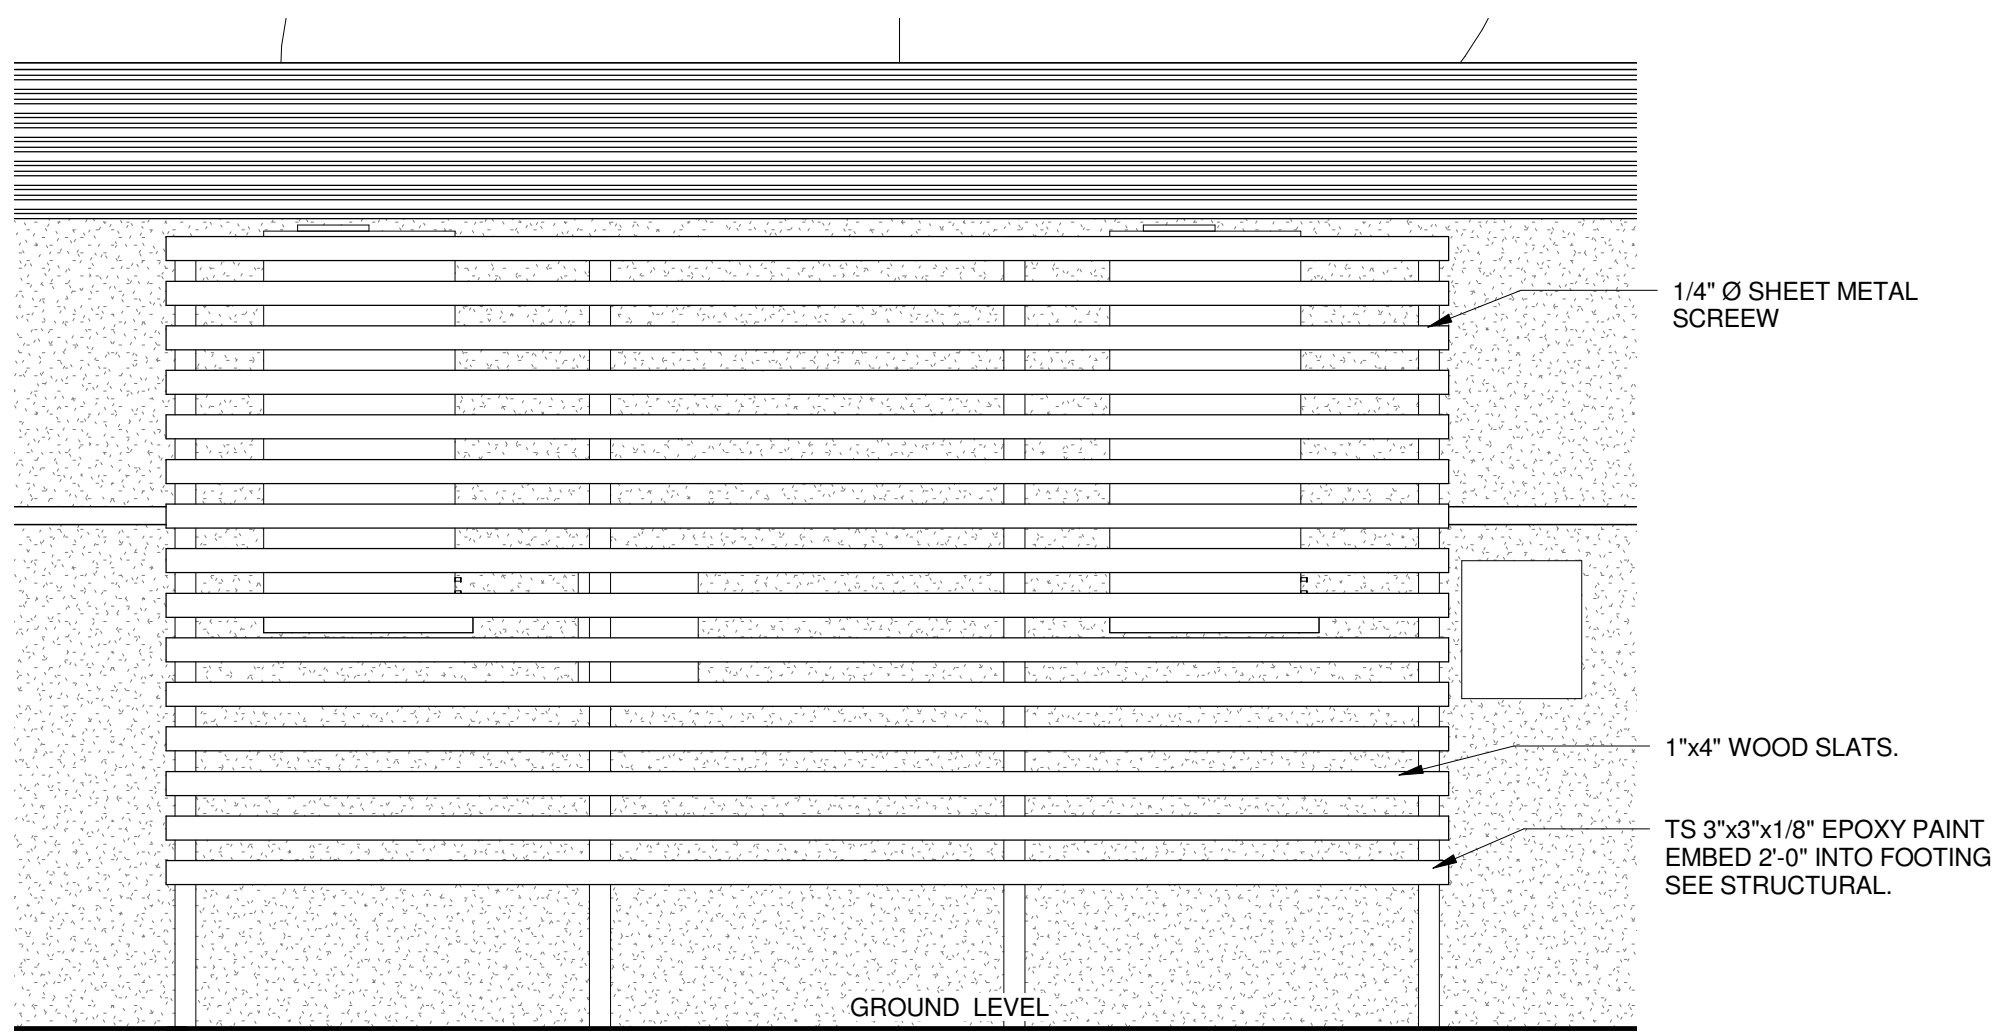 1/4" Ø SHEET METAL
SCREEW
1"x4" WOOD SLATS.
TS 3"x3"x1/8" EPOXY PAINT
EMBED 2'-0" INTO FOOTING
SEE STRUCTURAL.
GROUND LEVEL